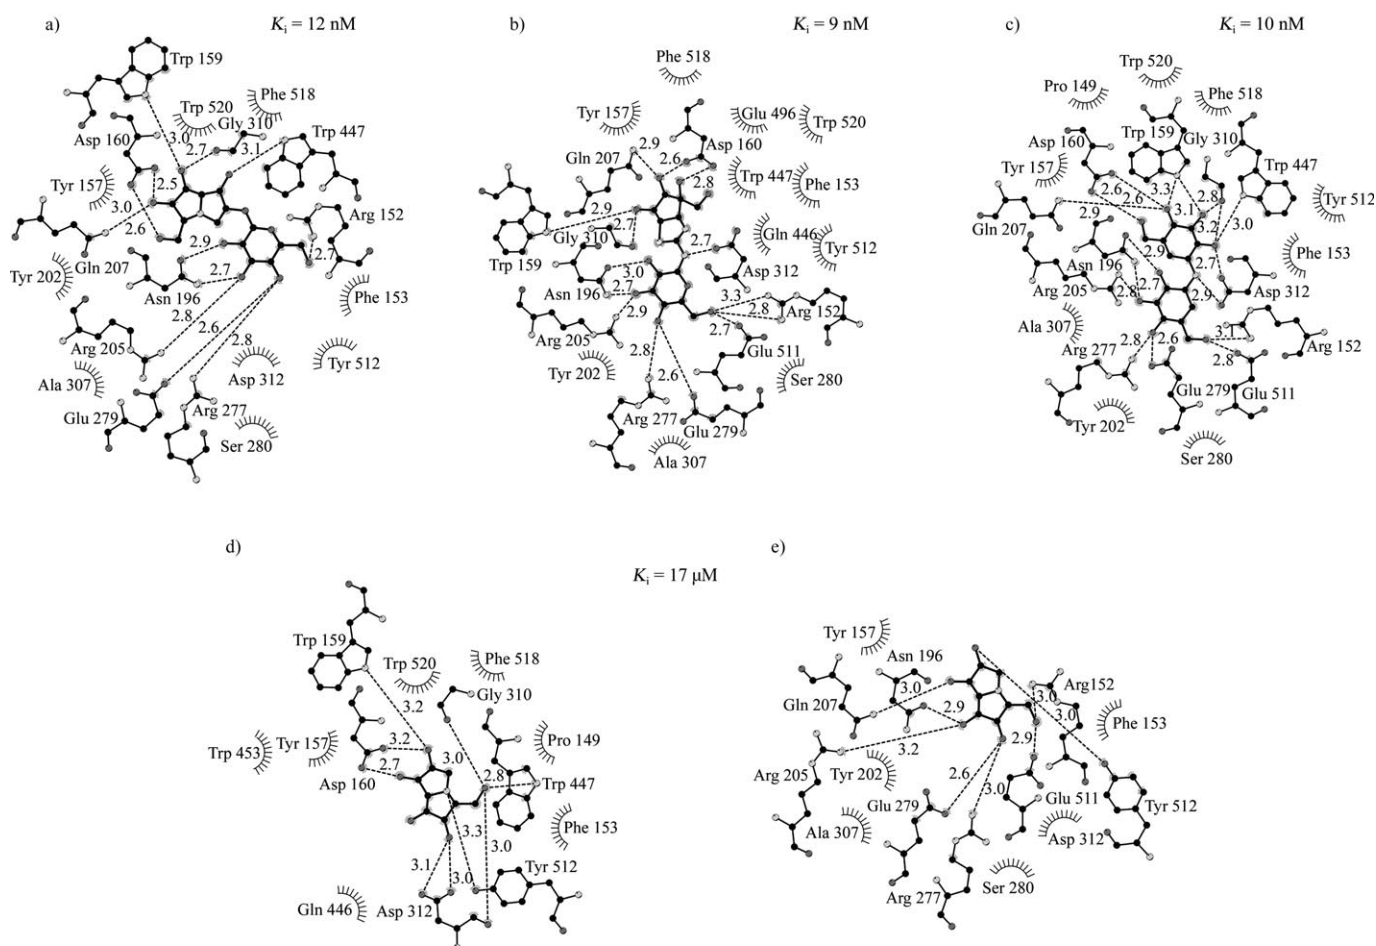 a)
Ki = 12 nM
Trp 159
Trp 520
Phe 518
Gly 310
Trp 447
Asp 160
3.0
2.7
3.1
Tyr 157
2.5
3.0
2.6
Arg 152
2.9
2.7
2.7
Gln 207
Tyr 202
Asn 196
Phe 153
2.8
2.6
Arg 205
2.8
Tyr 512
Asp 312
Ala 307
Arg 277
Glu 279
Ser 280
b)
Ki = 9 nM
Phe 518
Tyr 157
Glu 496
Trp 520
2.9
Asp 160
Gln 207
2.6
Trp 447
2.8
Phe 153
2.9
2.7
Gly 310
Gln 446
Tyr 512
2.7
Trp 159
3.0
Asp 312
Asn 196
2.7
3.3
2.9
2.8
Arg 152
Arg 205
2.7
2.8
Glu 511
Tyr 202
2.6
Ser 280
Arg 277
Glu 279
Ala 307
c)
Ki = 10 nM
Trp 520
Pro 149
Phe 518
Trp 159
Gly 310
Asp 160
Trp 447
Tyr 157
2.6
3.3
2.8
Tyr 512
2.6
3.1
3.2
3.0
Gln 207
2.9
2.9
2.7
Phe 153
Asn 196
2.7
2.9
Asp 312
Arg 205
2.8
Ala 307
2.8
2.6
3.1
Arg 152
Arg 277
2.8
Glu 279
Glu 511
Tyr 202
Ser 280
d)
Ki = 17 μM
Trp 159
Trp 520
Phe 518
Gly 310
3.2
Trp 453
Tyr 157
3.2
3.0
Pro 149
2.7
2.8
Asp 160
Trp 447
3.3
Phe 153
3.0
3.1
3.0
Tyr 512
Gln 446
Asp 312
e)
Tyr 157
Asn 196
3.0
Arg152
3.0
Gln 207
2.9
3.0
Phe 153
3.2
2.9
Arg 205
Tyr 202
2.6
3.0
Glu 511
Tyr 512
Glu 279
Asp 312
Ala 307
Ser 280
Arg 277